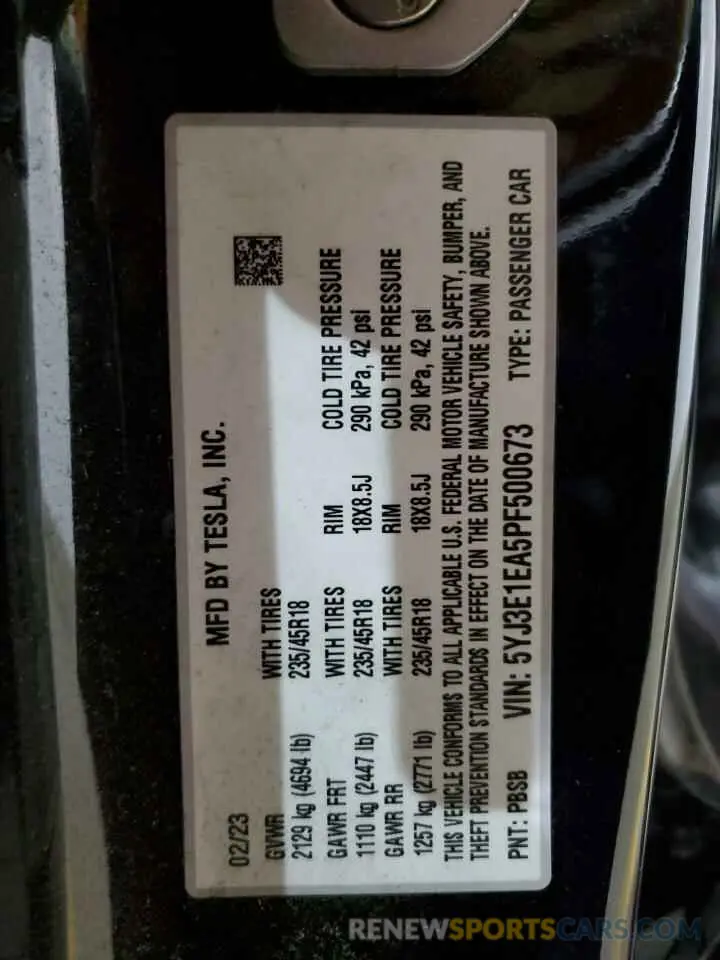 MFD BY TESLA, INC.
02/23
GVWR WITH TIRES
2129 kg (4694 lb) 235/45R18
GAWR FRT WITH TIRES RIM COLD TIRE PRESSURE
1110 kg (2447 lb) 235/45R18 18X8.5J 290 kPa, 42 psi
GAWR RR WITH TIRES RIM COLD TIRE PRESSURE
1257 kg (2771 lb) 235/45R18 18X8.5J 290 kPa, 42 psi
THIS VEHICLE CONFORMS TO ALL APPLICABLE U.S. FEDERAL MOTOR VEHICLE SAFETY, BUMPER, AND
THEFT PREVENTION STANDARDS IN EFFECT ON THE DATE OF MANUFACTURE SHOWN ABOVE.
PNT: PBSB VIN: 5YJ3E1EA5PF500673 TYPE: PASSENGER CAR
RENEWSPORTSCARS.COM